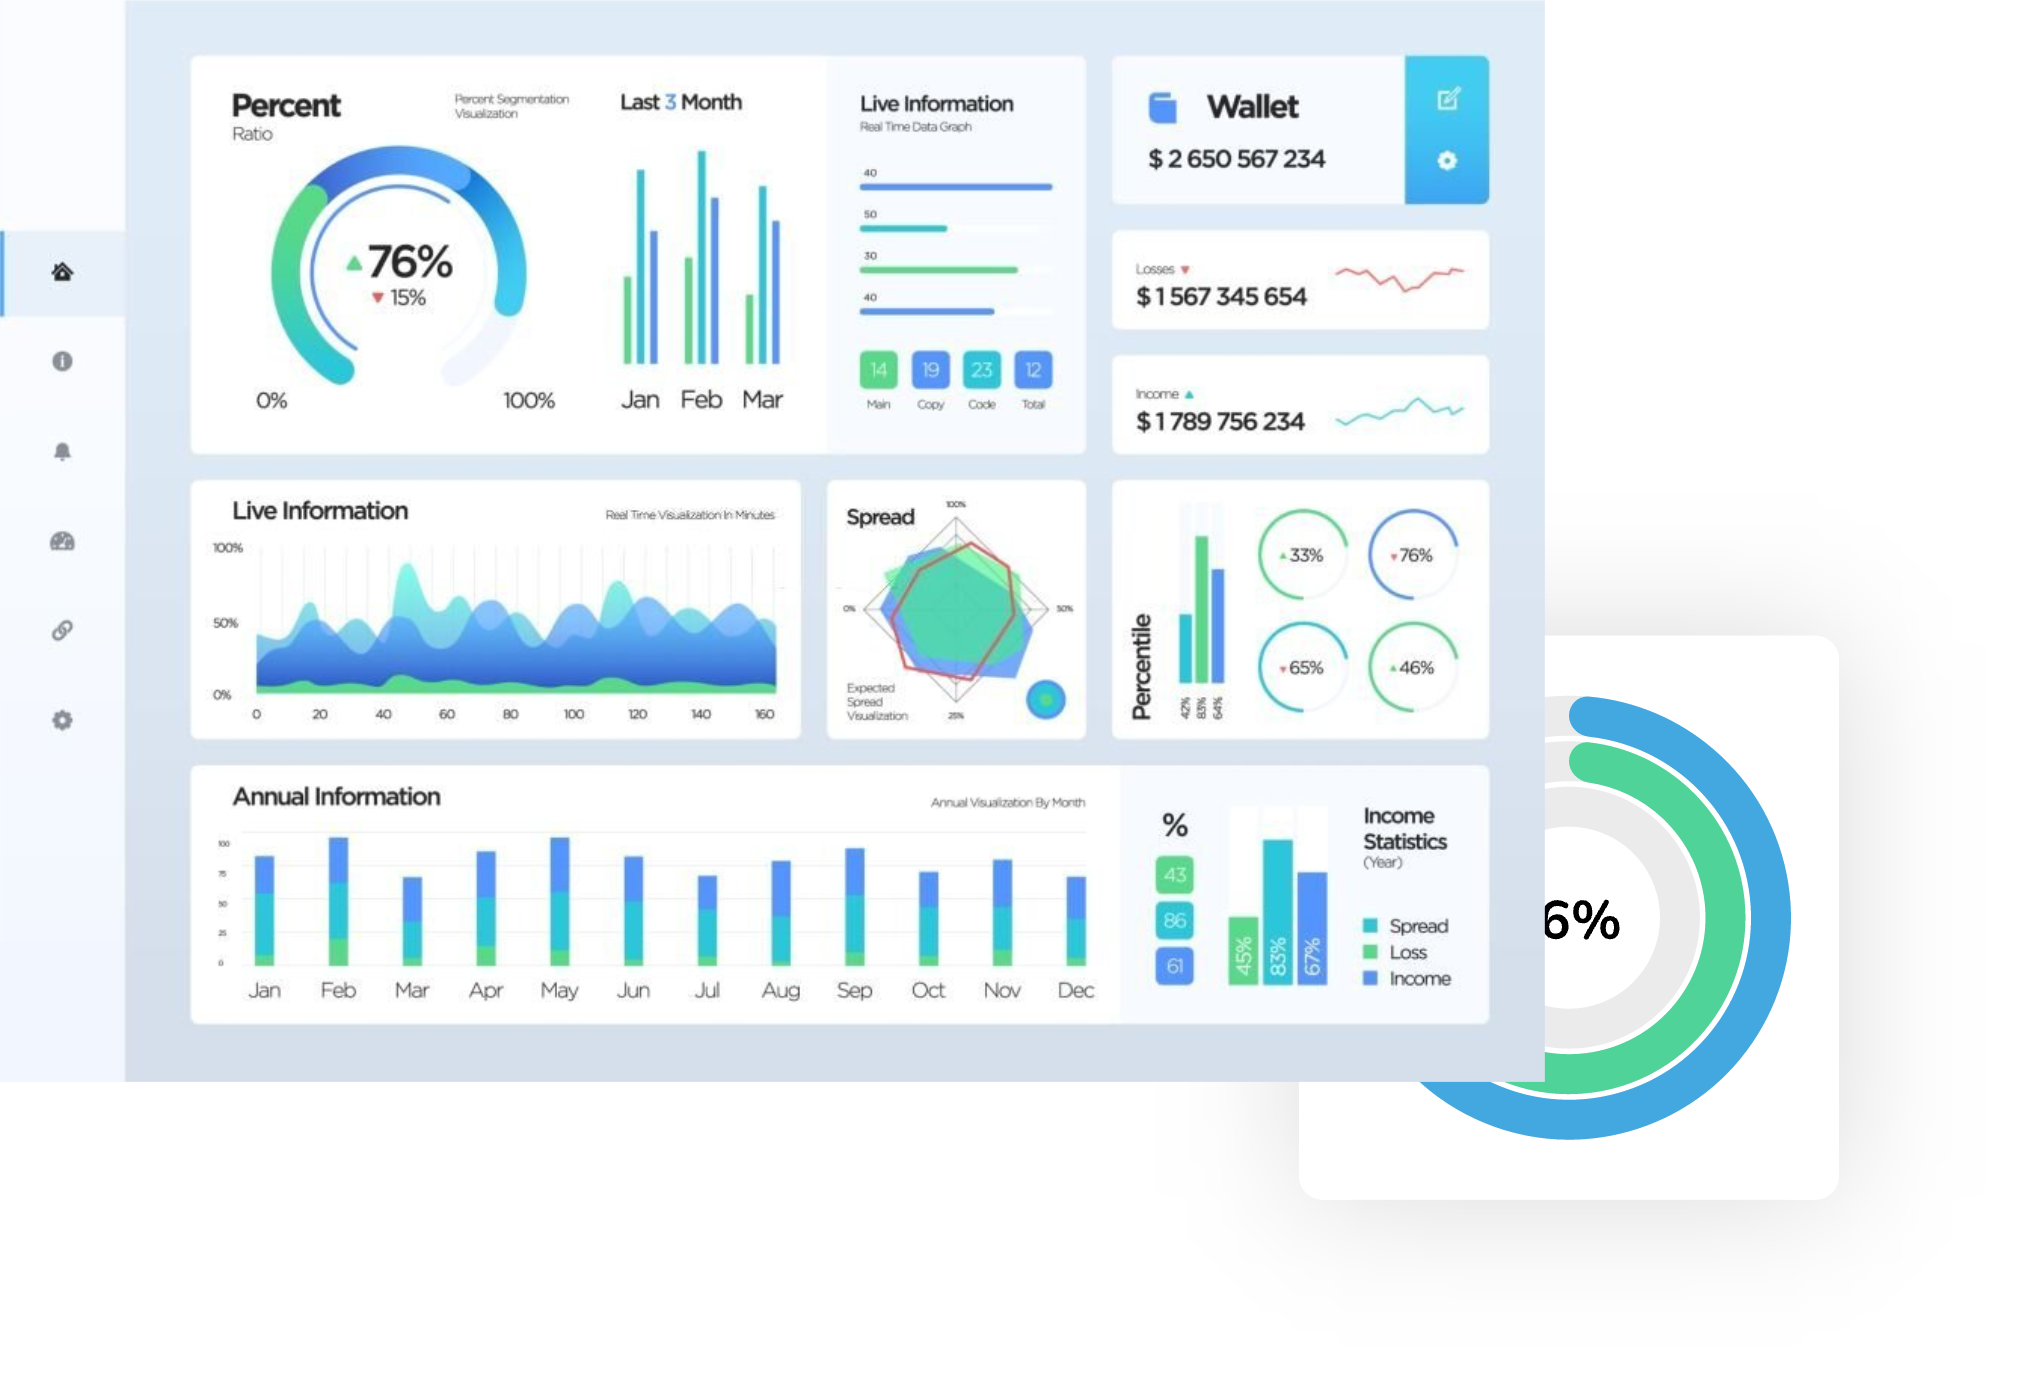 Percent
Ratio
Percent Segmentation
Visualization
76%
15%
0%
100%
Last 3 Month
Jan Feb Mar
Live Information
Real Time Data Graph
40
50
30
40
14 19 23 12
Main Copy Code Total
Wallet
$ 2 650 567 234
Losses
$ 1 567 345 654
Income
$ 1 789 756 234
Live Information
Real Time Visualization In Minutes
100%
50%
0%
0 20 40 60 80 100 120 140 160
Spread
100%
0%
50%
25%
Expected
Spread
Visualization
Percentile
42% 83% 64%
33% 76%
65% 46%
Annual Information
Annual Visualization By Month
100
75
50
25
0
Jan Feb Mar Apr May Jun Jul Aug Sep Oct Nov Dec
%
43
86
61
45% 83% 67%
Income
Statistics
(Year)
Spread
Loss
Income
6%